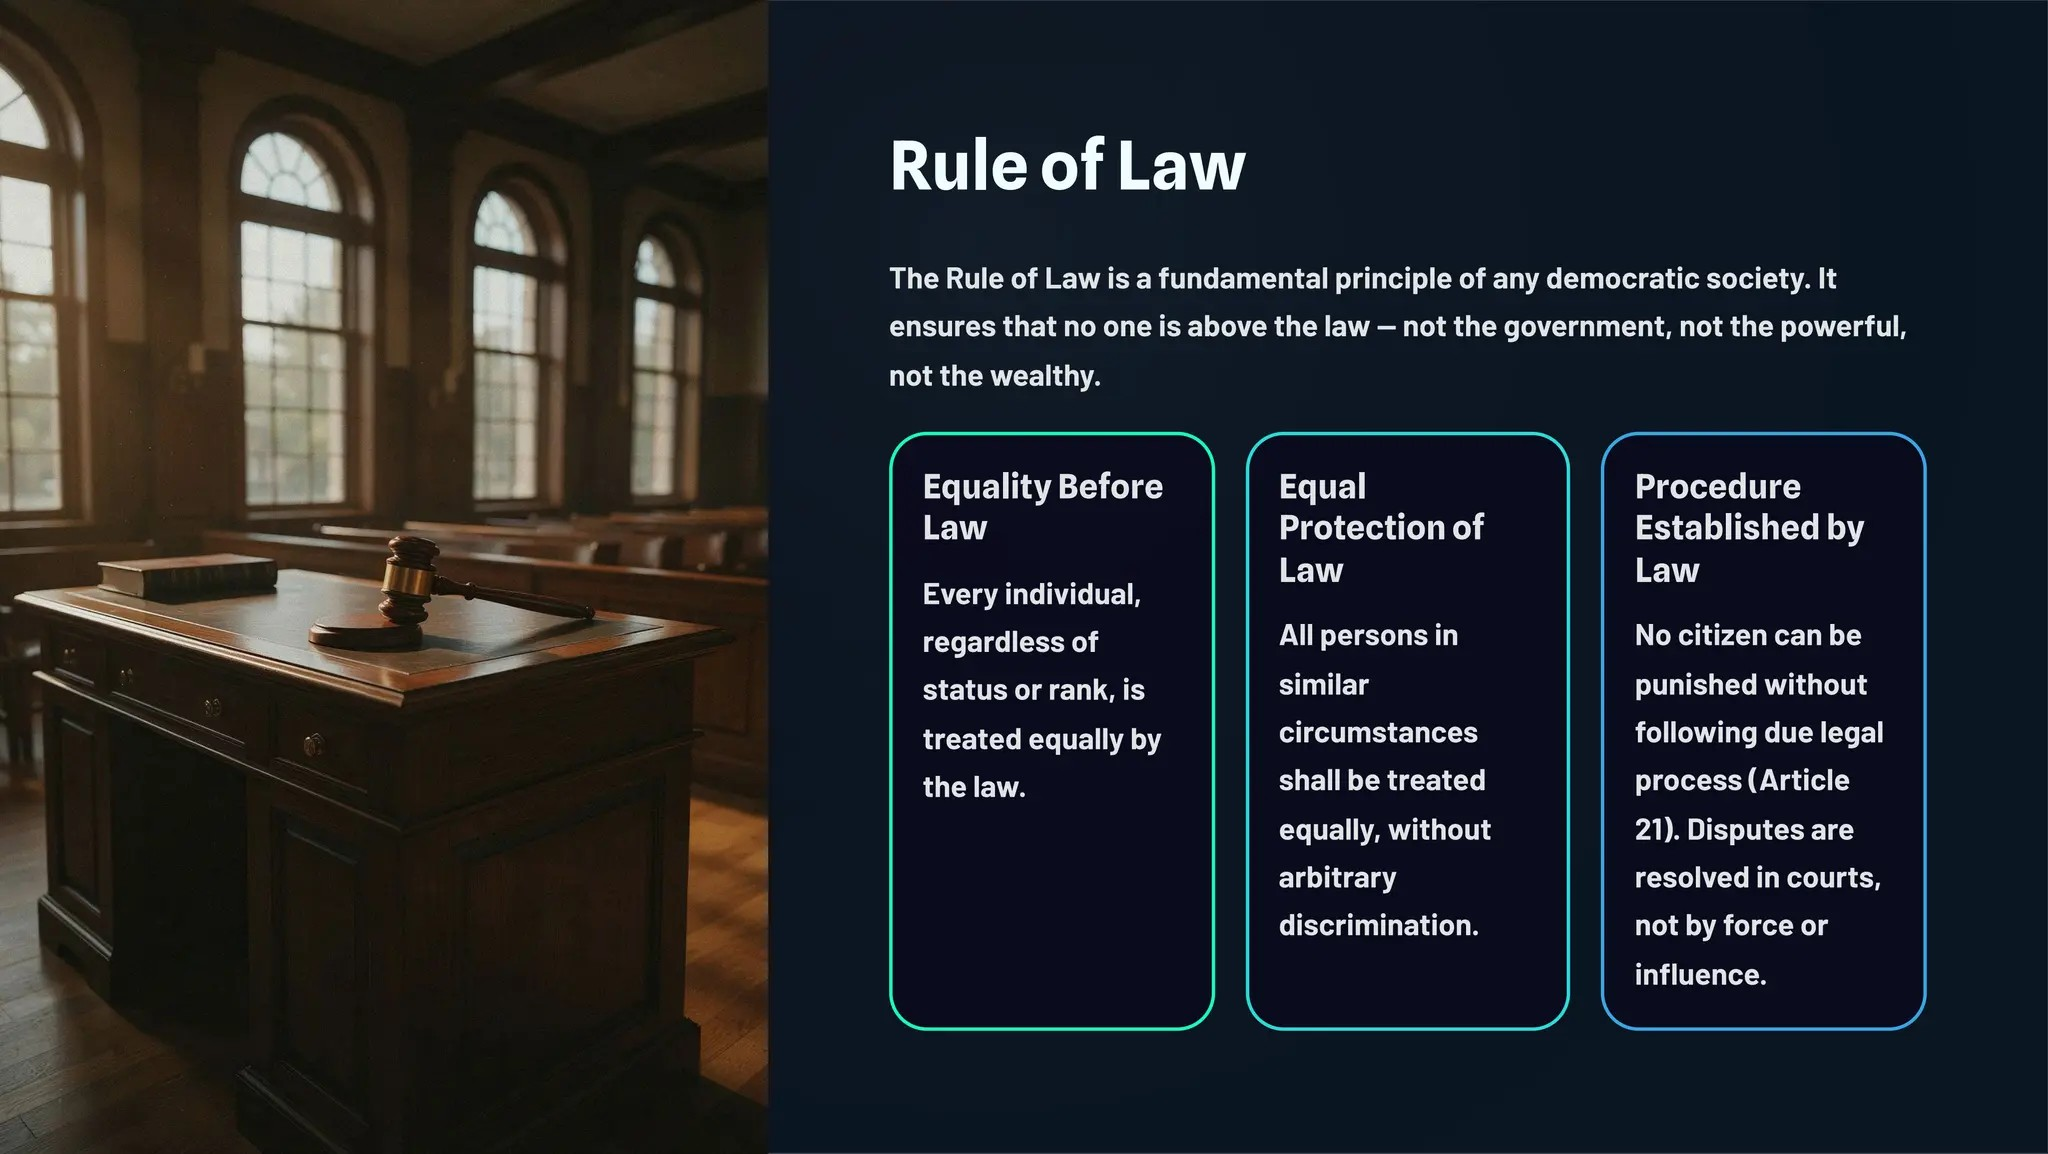 Rule of Law
The Rule of Law is a fundamental principle of any democratic society. It
ensures that no one is above the law – not the government, not the powerful,
not the wealthy.
Equality Before
Law
Every individual,
regardless of
status or rank, is
treated equally by
the law.
Equal
Protection of
Law
All persons in
similar
circumstances
shall be treated
equally, without
arbitrary
discrimination.
Procedure
Established by
Law
No citizen can be
punished without
following due legal
process (Article
21). Disputes are
resolved in courts,
not by force or
influence.